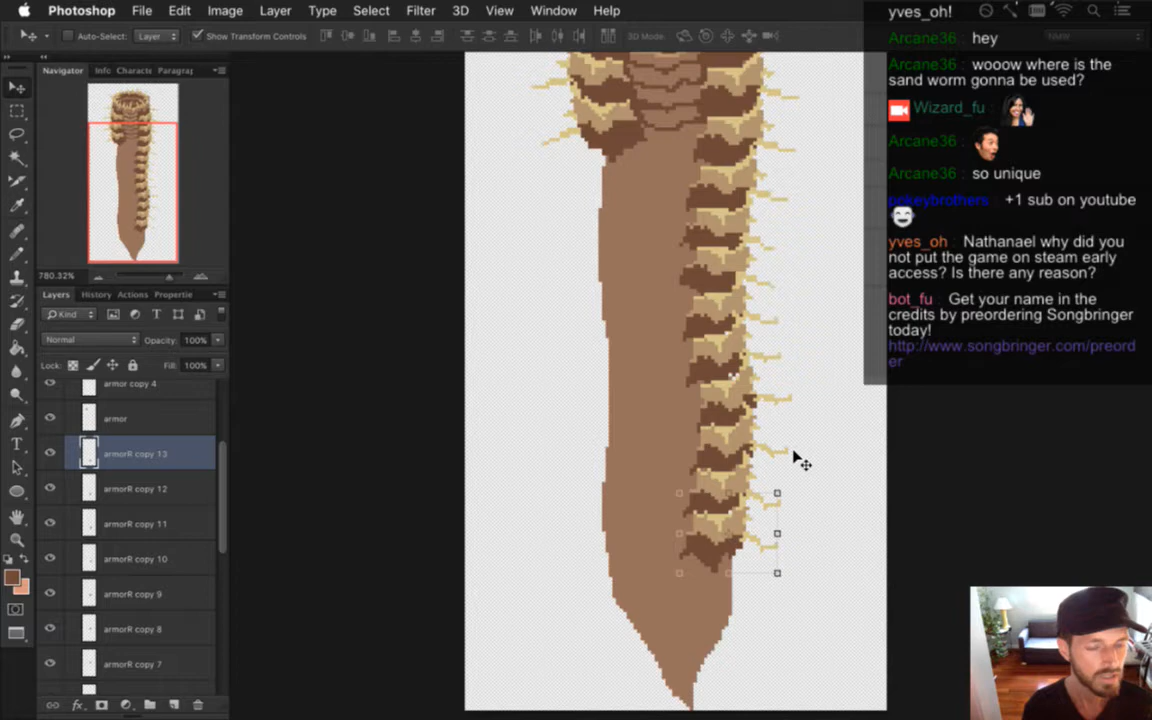 Photoshop File Edit Image Layer Type Select Filter 3D View Window Help
Auto-Select: Layer Show Transform Controls 3D Mode:
Navigator Info Characte Paragrap
780.32%
Layers History Actions Propertie
Kind
Normal Opacity: 100%
Lock: Fill: 100%
armor copy 4
armor
armorR copy 13
armorR copy 12
armorR copy 11
armorR copy 10
armorR copy 9
armorR copy 8
armorR copy 7
yves_oh!
Arcane36 : hey
Arcane36 : wooow where is the
sand worm gonna be used?
Wizard_fu :
Arcane36 :
Arcane36 : so unique
pokeybrothers : +1 sub on youtube
yves_oh : Nathanael why did you
not put the game on steam early
access? Is there any reason?
bot_fu : Get your name in the
credits by preordering Songbringer
today!
http://www.songbringer.com/preord
er